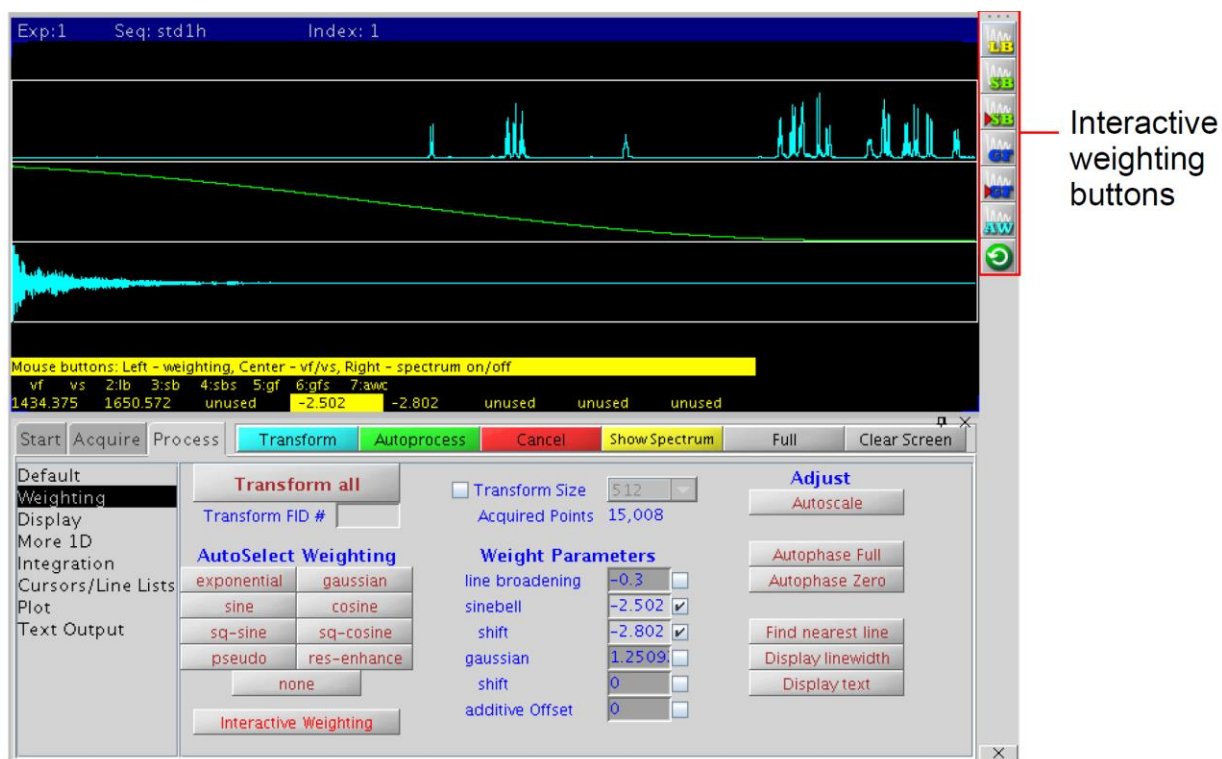 Exp:1 Seq: std1h Index: 1
LB
SB
SB
GF
GF
AW
Interactive
weighting
buttons
Mouse buttons: Left - weighting, Center - vf/vs, Right - spectrum on/off
vf vs 2:lb 3:sb 4:sbs 5:gf 6:gfs 7:awc
1434.375 1650.572 unused -2.502 -2.802 unused unused unused
Start Acquire Process Transform Autoprocess Cancel Show Spectrum Full Clear Screen
Default
Weighting
Display
More 1D
Integration
Cursors/Line Lists
Plot
Text Output
Transform all
Transform FID #
AutoSelect Weighting
exponential gaussian
sine cosine
sq-sine sq-cosine
pseudo res-enhance
none
Interactive Weighting
Transform Size 512
Acquired Points 15,008
Weight Parameters
line broadening -0.3
sinebell -2.502
shift -2.802
gaussian 1.2509
shift 0
additive Offset 0
Adjust
Autoscale
Autophase Full
Autophase Zero
Find nearest line
Display linewidth
Display text